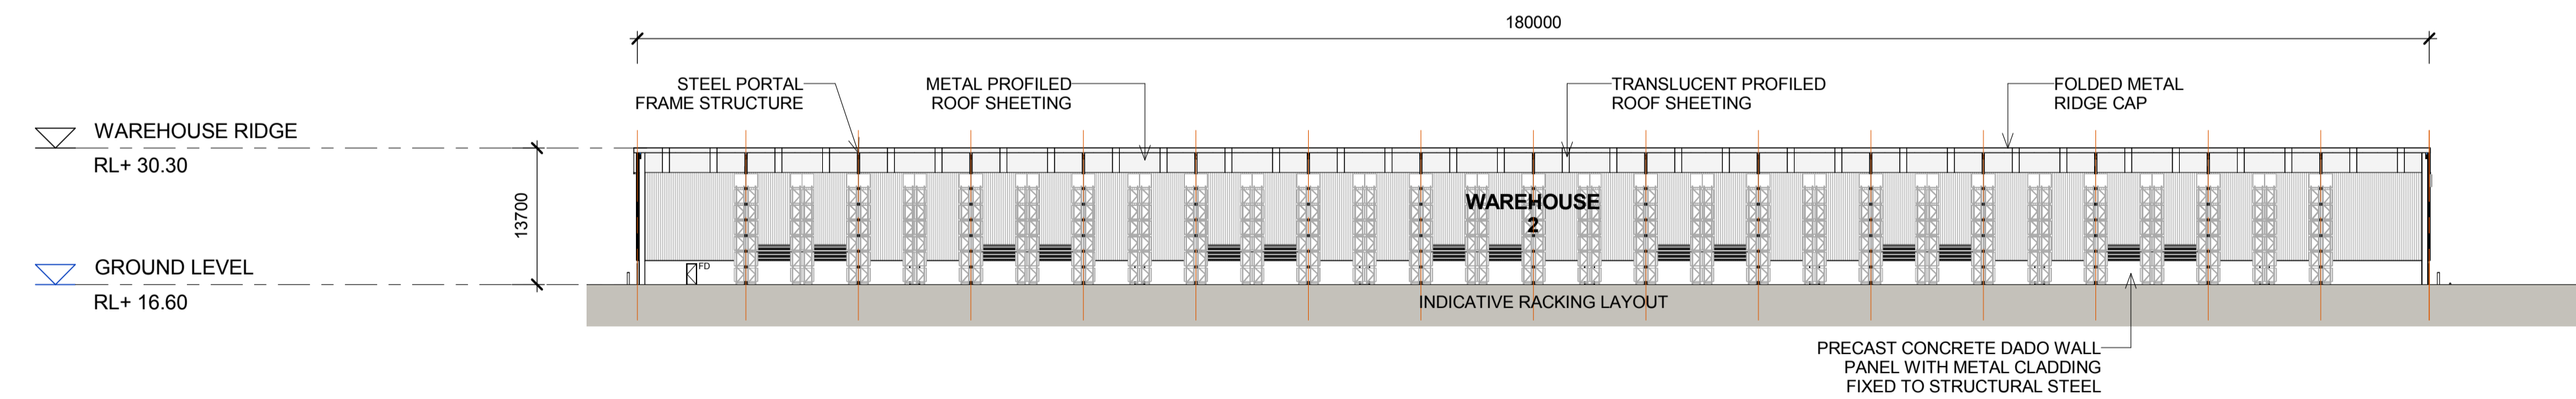 180000
STEEL PORTAL
FRAME STRUCTURE
METAL PROFILED
ROOF SHEETING
TRANSLUCENT PROFILED
ROOF SHEETING
FOLDED METAL
RIDGE CAP
WAREHOUSE RIDGE
RL+ 30.30
13700
WAREHOUSE
2
GROUND LEVEL
RL+ 16.60
FD
INDICATIVE RACKING LAYOUT
PRECAST CONCRETE DADO WALL
PANEL WITH METAL CLADDING
FIXED TO STRUCTURAL STEEL